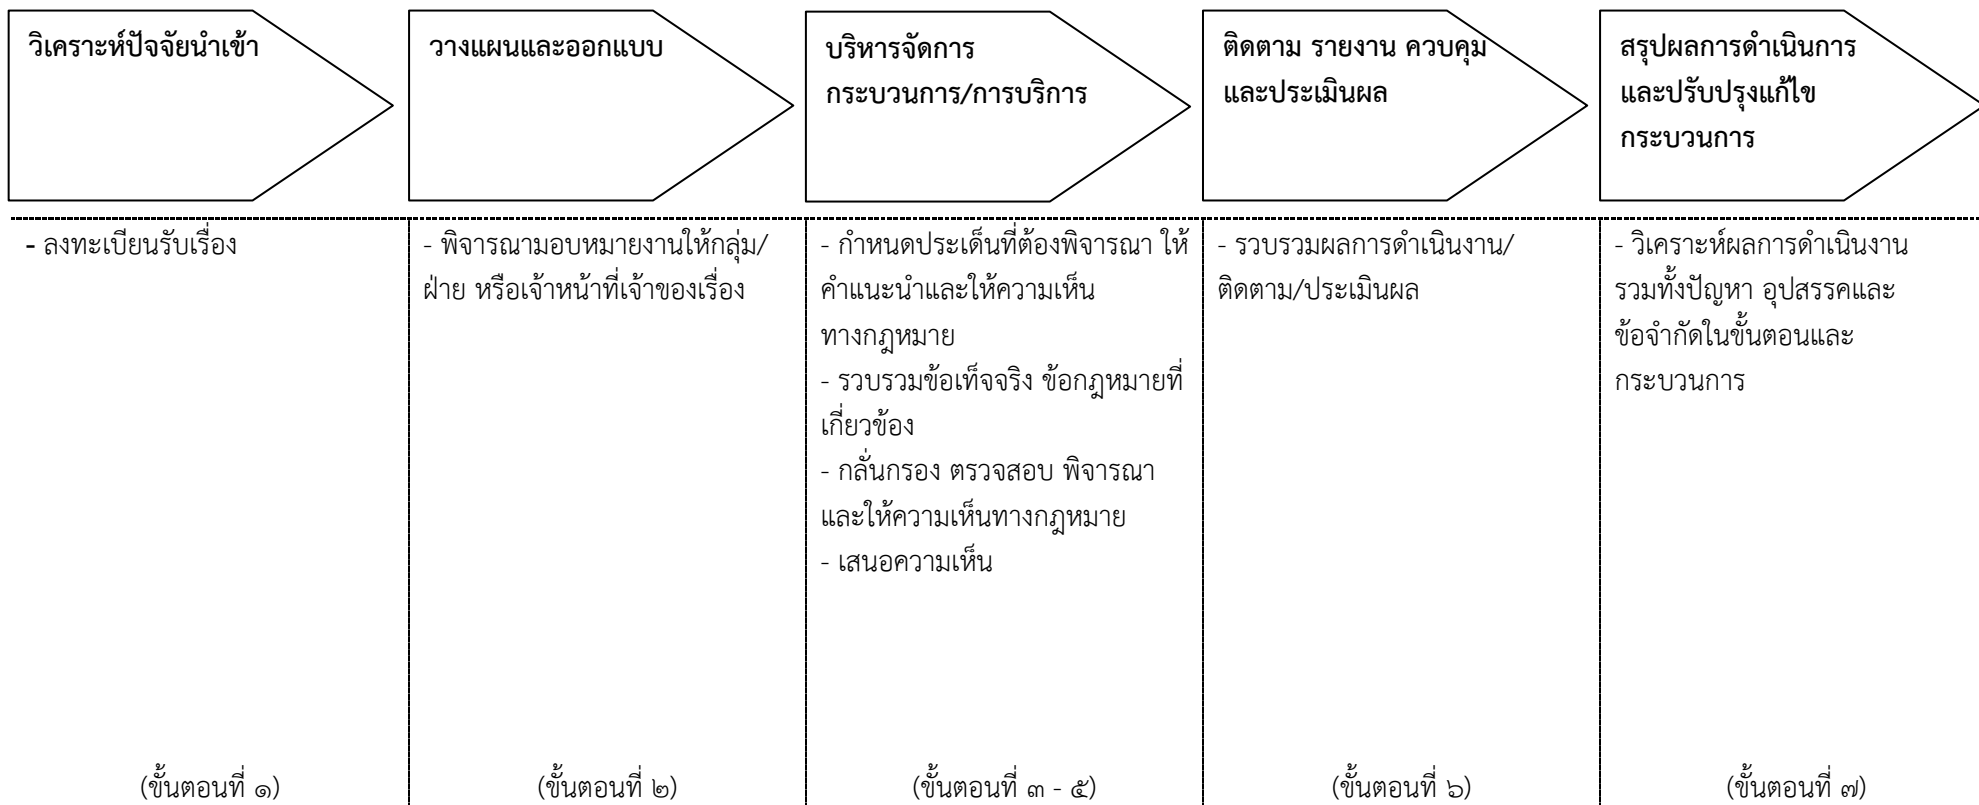 วิเคราะห์ปัจจัยนำเข้า
วางแผนและออกแบบ
บริหารจัดการ
กระบวนการ/การบริการ
ติดตาม รายงาน ควบคุม
และประเมินผล
สรุปผลการดำเนินการ
และปรับปรุงแก้ไข
กระบวนการ
- ลงทะเบียนรับเรื่อง
(ขั้นตอนที่ ๑)
- พิจารณามอบหมายงานให้กลุ่ม/
ฝ่าย หรือเจ้าหน้าที่เจ้าของเรื่อง
(ขั้นตอนที่ ๒)
- กำหนดประเด็นที่ต้องพิจารณา ให้
คำแนะนำและให้ความเห็น
ทางกฎหมาย
- รวบรวมข้อเท็จจริง ข้อกฎหมายที่
เกี่ยวข้อง
- กลั่นกรอง ตรวจสอบ พิจารณา
และให้ความเห็นทางกฎหมาย
- เสนอความเห็น
(ขั้นตอนที่ ๓ - ๕)
- รวบรวมผลการดำเนินงาน/
ติดตาม/ประเมินผล
(ขั้นตอนที่ ๖)
- วิเคราะห์ผลการดำเนินงาน
รวมทั้งปัญหา อุปสรรคและ
ข้อจำกัดในขั้นตอนและ
กระบวนการ
(ขั้นตอนที่ ๗)